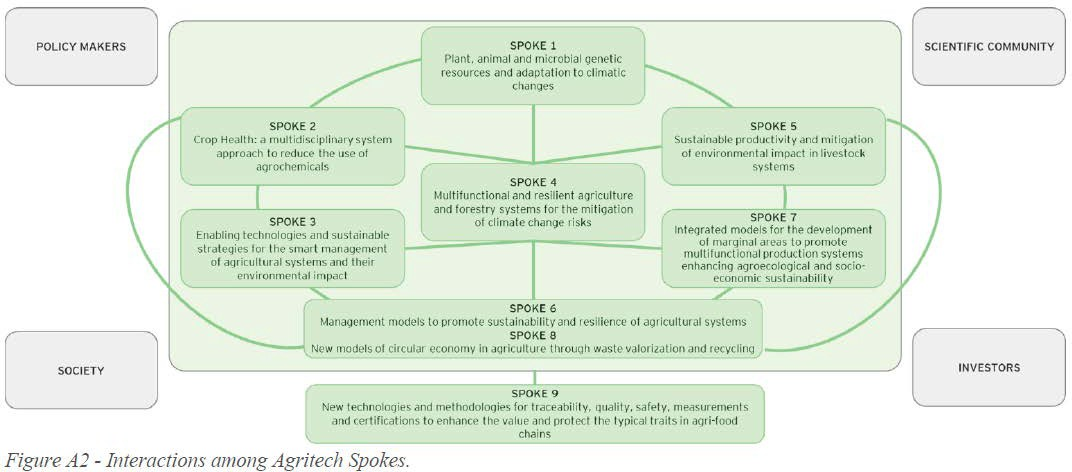 POLICY MAKERS
SCIENTIFIC COMMUNITY
SPOKE 1
Plant, animal and microbial genetic
resources and adaptation to climatic
changes
SPOKE 2
Crop Health: a multidisciplinary system
approach to reduce the use of
agrochemicals
SPOKE 5
Sustainable productivity and mitigation
of environmental impact in livestock
systems
SPOKE 4
Multifunctional and resilient agriculture
and forestry systems for the mitigation
of climate change risks
SPOKE 3
Enabling technologies and sustainable
strategies for the smart management
of agricultural systems and their
environmental impact
SPOKE 7
Integrated models for the development
of marginal areas to promote
multifunctional production systems
enhancing agroecological and socio-
economic sustainability
SPOKE 6
Management models to promote sustainability and resilience of agricultural systems
SPOKE 8
New models of circular economy in agriculture through waste valorization and recycling
SOCIETY
INVESTORS
SPOKE 9
New technologies and methodologies for traceability, quality, safety, measurements
and certifications to enhance the value and protect the typical traits in agri-food
chains
Figure A2 - Interactions among Agritech Spokes.